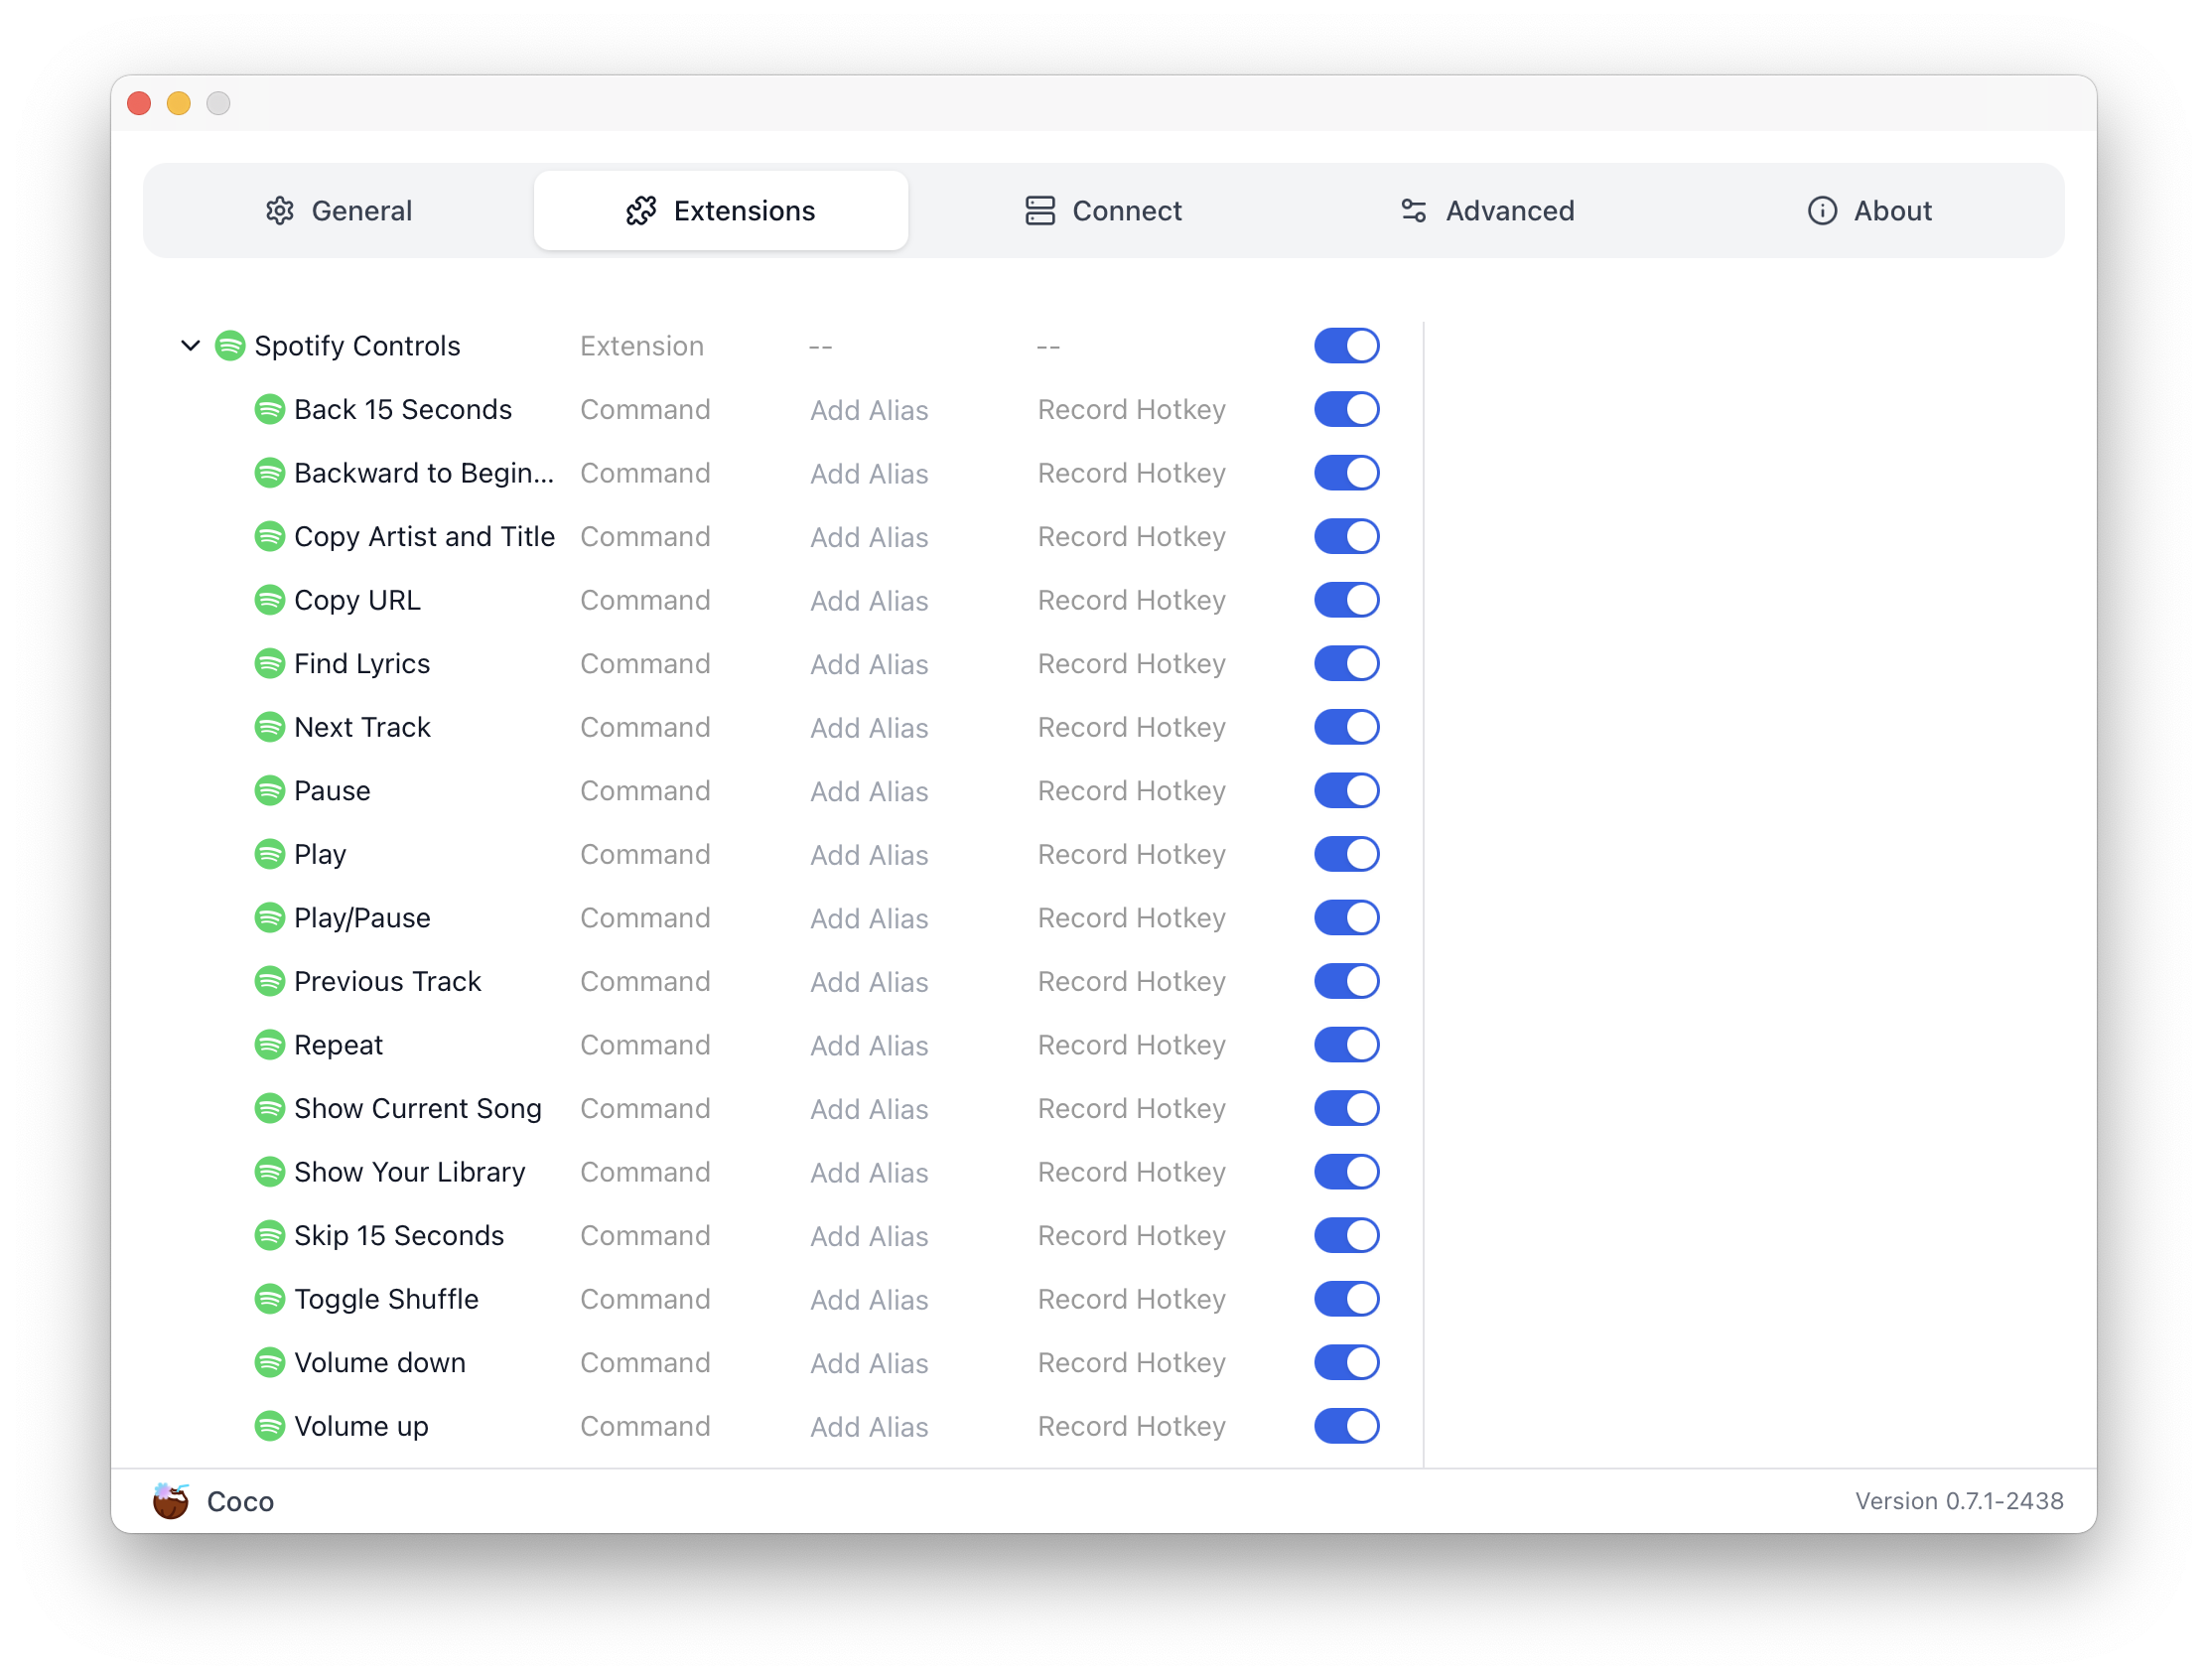 General Extensions Connect Advanced About
Spotify Controls Extension -- --
Back 15 Seconds Command Add Alias Record Hotkey
Backward to Begin... Command Add Alias Record Hotkey
Copy Artist and Title Command Add Alias Record Hotkey
Copy URL Command Add Alias Record Hotkey
Find Lyrics Command Add Alias Record Hotkey
Next Track Command Add Alias Record Hotkey
Pause Command Add Alias Record Hotkey
Play Command Add Alias Record Hotkey
Play/Pause Command Add Alias Record Hotkey
Previous Track Command Add Alias Record Hotkey
Repeat Command Add Alias Record Hotkey
Show Current Song Command Add Alias Record Hotkey
Show Your Library Command Add Alias Record Hotkey
Skip 15 Seconds Command Add Alias Record Hotkey
Toggle Shuffle Command Add Alias Record Hotkey
Volume down Command Add Alias Record Hotkey
Volume up Command Add Alias Record Hotkey
Coco Version 0.7.1-2438